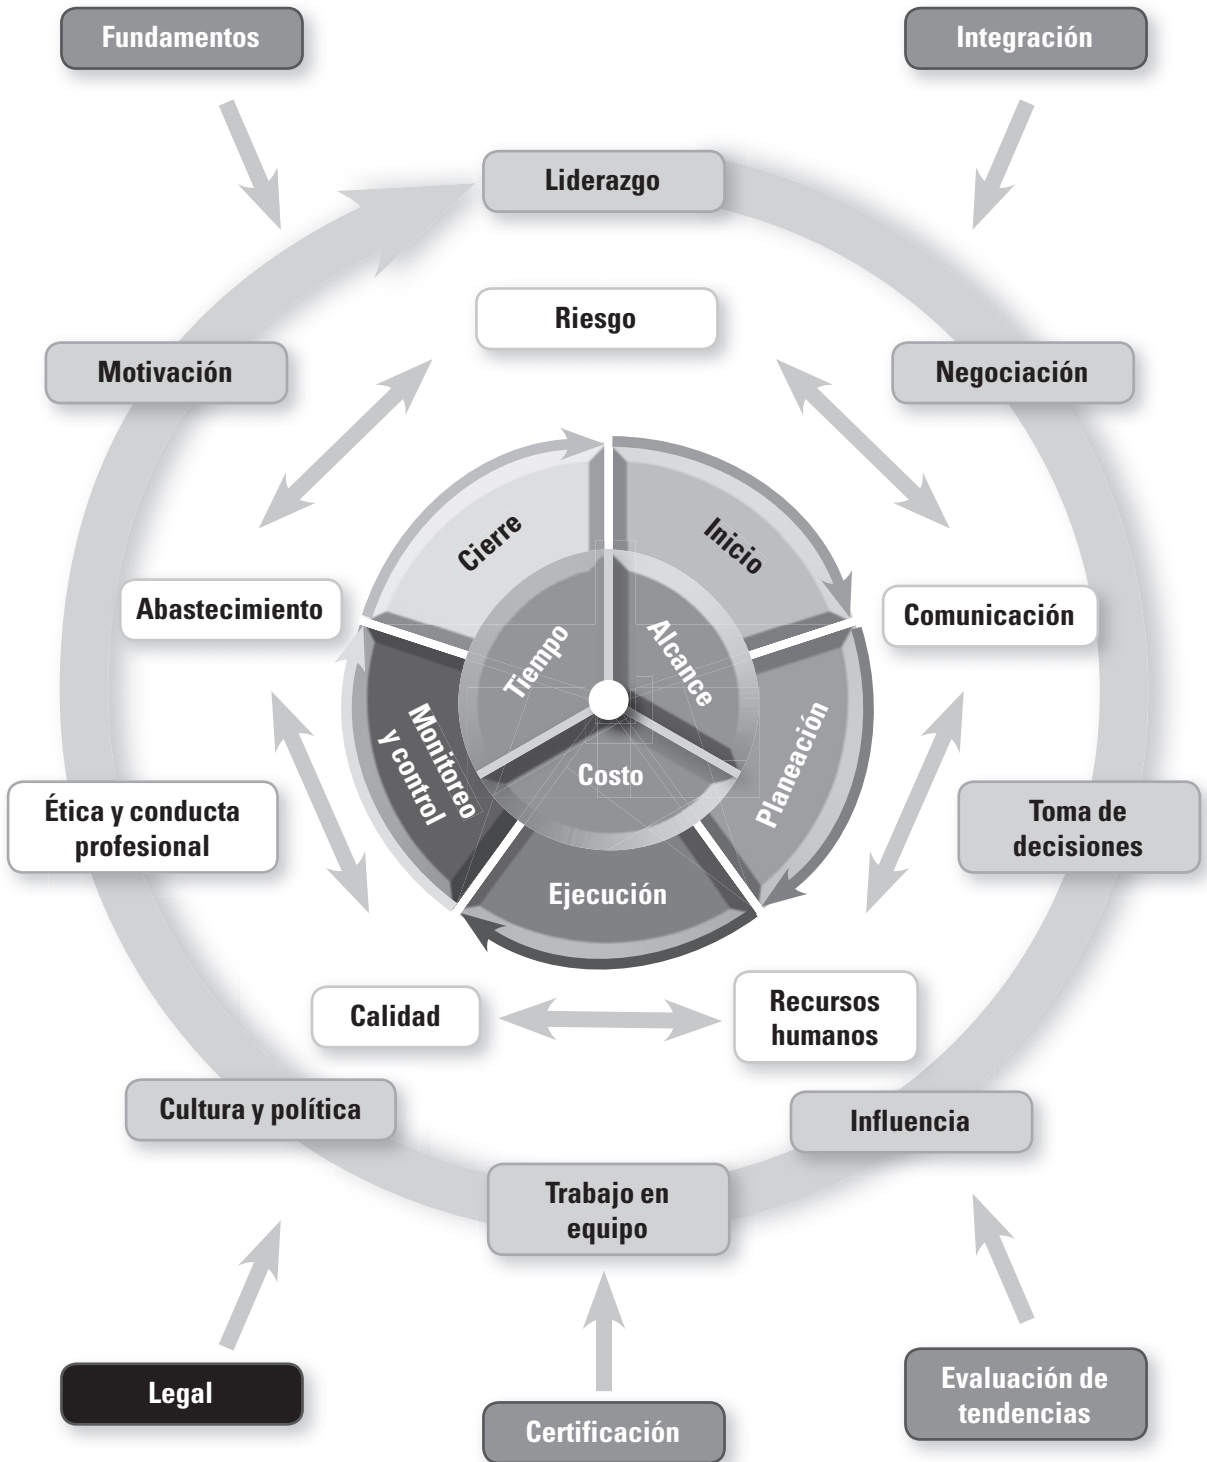 Fundamentos
Integración
Liderazgo
Riesgo
Motivación
Negociación
Cierre
Inicio
Abastecimiento
Comunicación
Tiempo
Alcance
Monitoreo
y control
Costo
Planeación
Ética y conducta
profesional
Toma de
decisiones
Ejecución
Calidad
Recursos
humanos
Cultura y política
Influencia
Trabajo en
equipo
Legal
Certificación
Evaluación de
tendencias